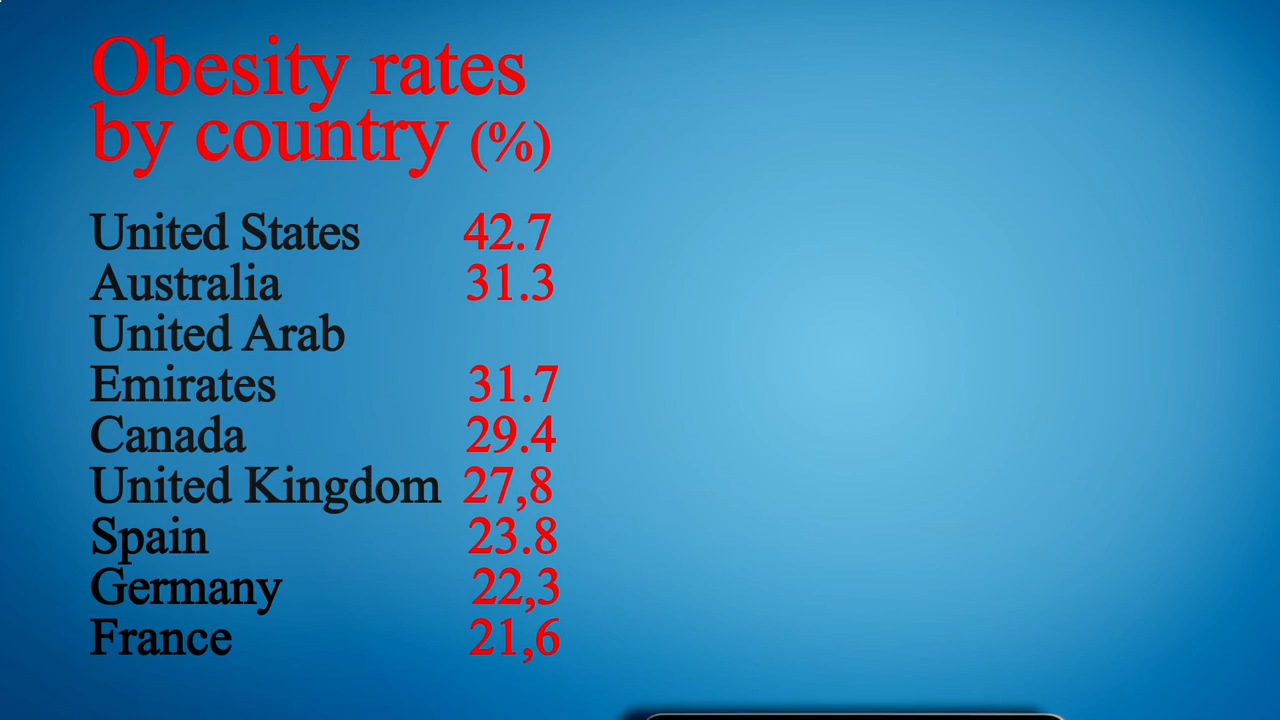 Obesity rates
by country (%)
United States 42.7
Australia 31.3
United Arab
Emirates 31.7
Canada 29.4
United Kingdom 27,8
Spain 23.8
Germany 22,3
France 21,6